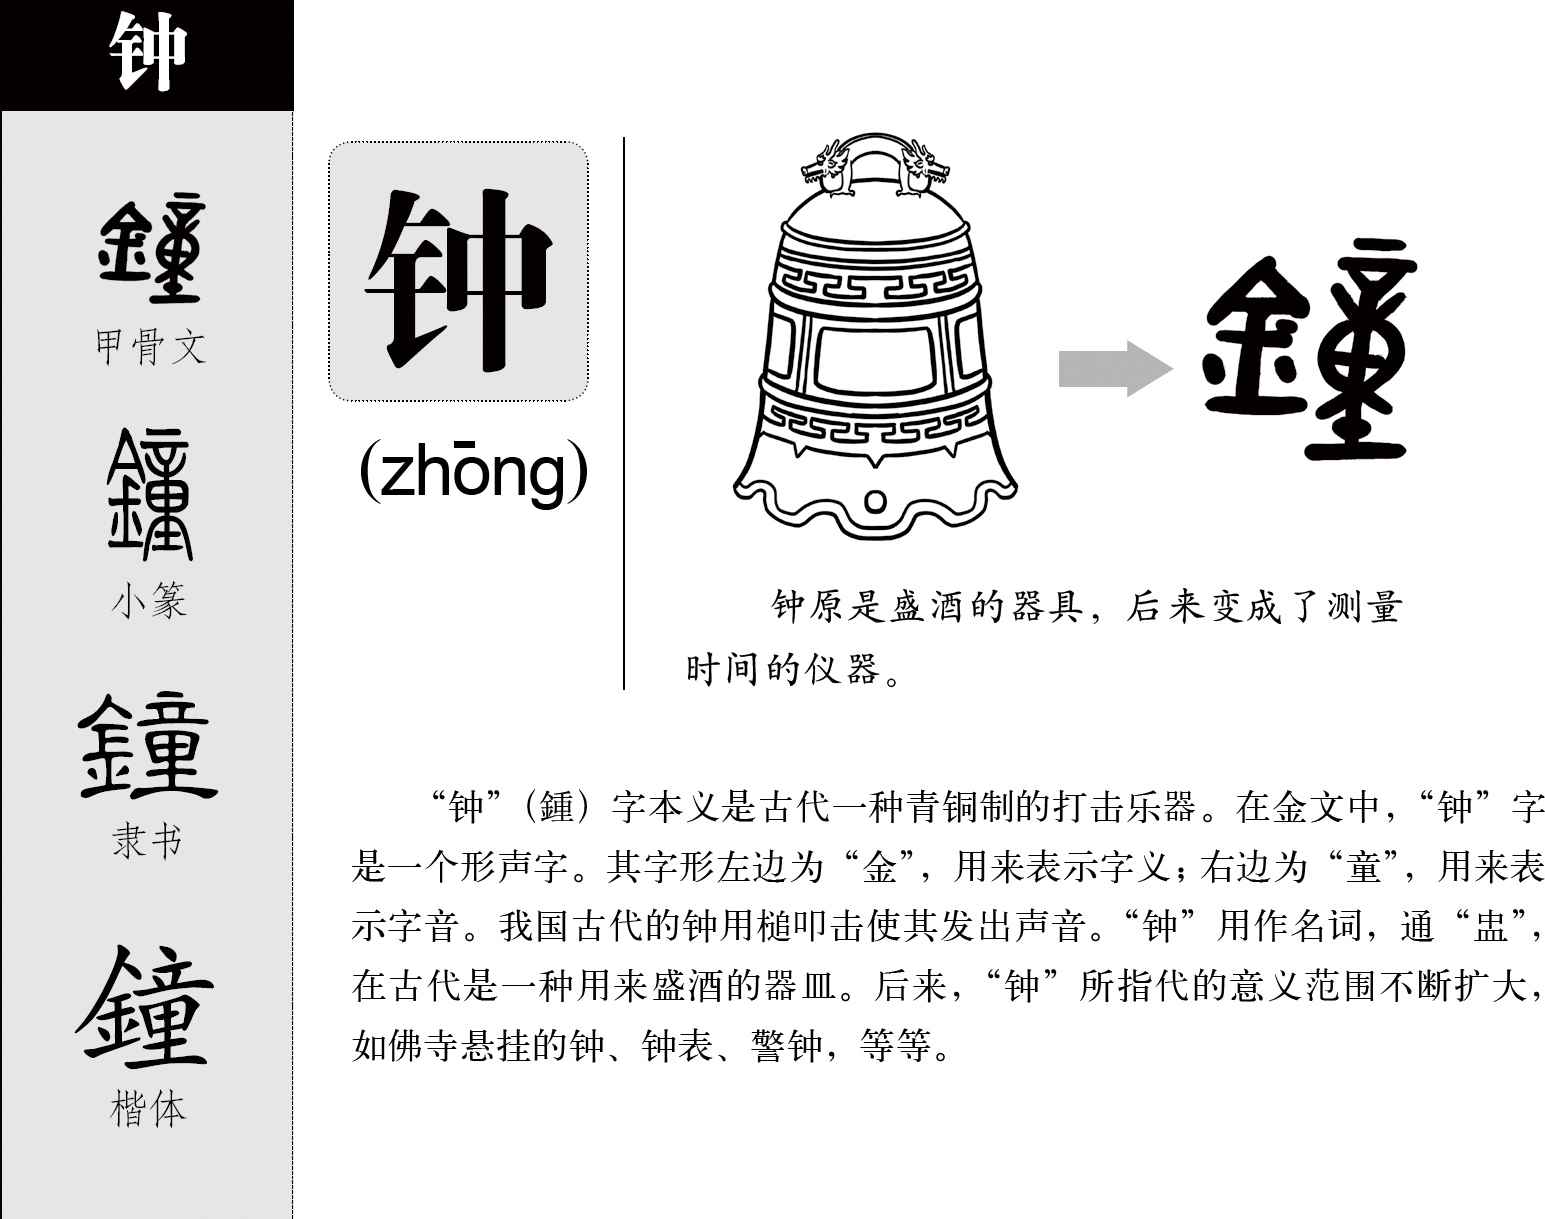 钟
鐘
甲骨文
鐘
小篆
鐘
隶书
鐘
楷体
钟
(zhōng)
鐘
钟原是盛酒的器具，后来变成了测量
时间的仪器。
“钟”（鍾）字本义是古代一种青铜制的打击乐器。在金文中，“钟”字
是一个形声字。其字形左边为“金”，用来表示字义；右边为“童”，用来表
示字音。我国古代的钟用槌叩击使其发出声音。“钟”用作名词，通“盅”，
在古代是一种用来盛酒的器皿。后来，“钟”所指代的意义范围不断扩大，
如佛寺悬挂的钟、钟表、警钟，等等。